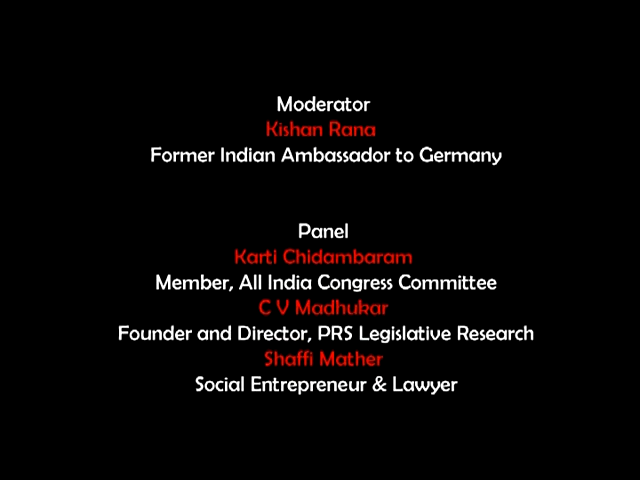 Moderator
Kishan Rana
Former Indian Ambassador to Germany
Panel
Karti Chidambaram
Member, All India Congress Committee
C V Madhukar
Founder and Director, PRS Legislative Research
Shaffi Mather
Social Entrepreneur & Lawyer